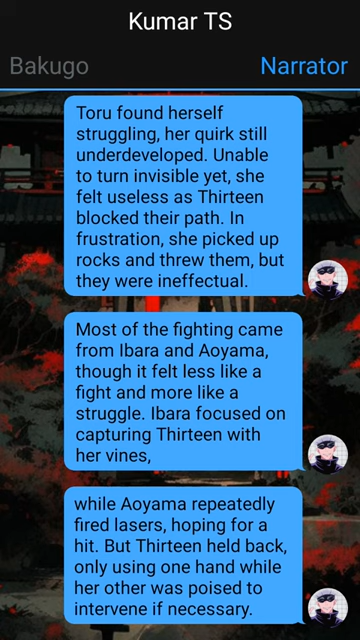 Kumar TS
Bakugo
Narrator
Toru found herself
struggling, her quirk still
underdeveloped. Unable
to turn invisible yet, she
felt useless as Thirteen
blocked their path. In
frustration, she picked up
rocks and threw them, but
they were ineffectual.
Most of the fighting came
from Ibara and Aoyama,
though it felt less like a
fight and more like a
struggle. Ibara focused on
capturing Thirteen with
her vines,
while Aoyama repeatedly
fired lasers, hoping for a
hit. But Thirteen held back,
only using one hand while
her other was poised to
intervene if necessary.